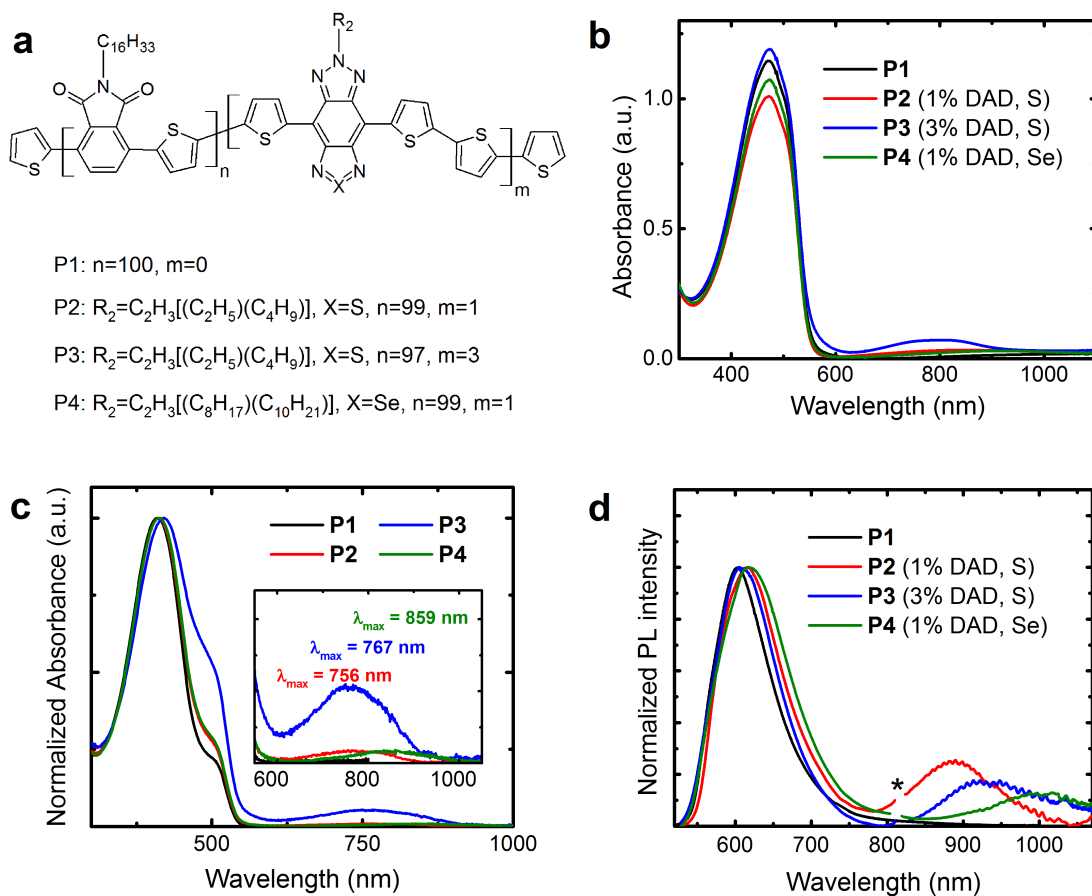 a
R₂
C₁₆H₃₃
N
O
O
N
N
N
S
S
S
S
S
S
n
N
N
X
m
P1: n=100, m=0
P2: R₂=C₂H₃[(C₂H₅)(C₄H₉)], X=S, n=99, m=1
P3: R₂=C₂H₃[(C₂H₅)(C₄H₉)], X=S, n=97, m=3
P4: R₂=C₂H₃[(C₈H₁₇)(C₁₀H₂₁)], X=Se, n=99, m=1
b
P1
P2 (1% DAD, S)
P3 (3% DAD, S)
P4 (1% DAD, Se)
1.0
0.5
0.0
400 600 800 1000
Absorbance (a.u.)
Wavelength (nm)
c
P1 P3
P2 P4
λmax = 859 nm
λmax = 767 nm
λmax = 756 nm
600 800 1000
500 750 1000
Normalized Absorbance (a.u.)
Wavelength (nm)
d
P1
P2 (1% DAD, S)
P3 (3% DAD, S)
P4 (1% DAD, Se)
*
600 700 800 900 1000
Normalized PL intensity
Wavelength (nm)